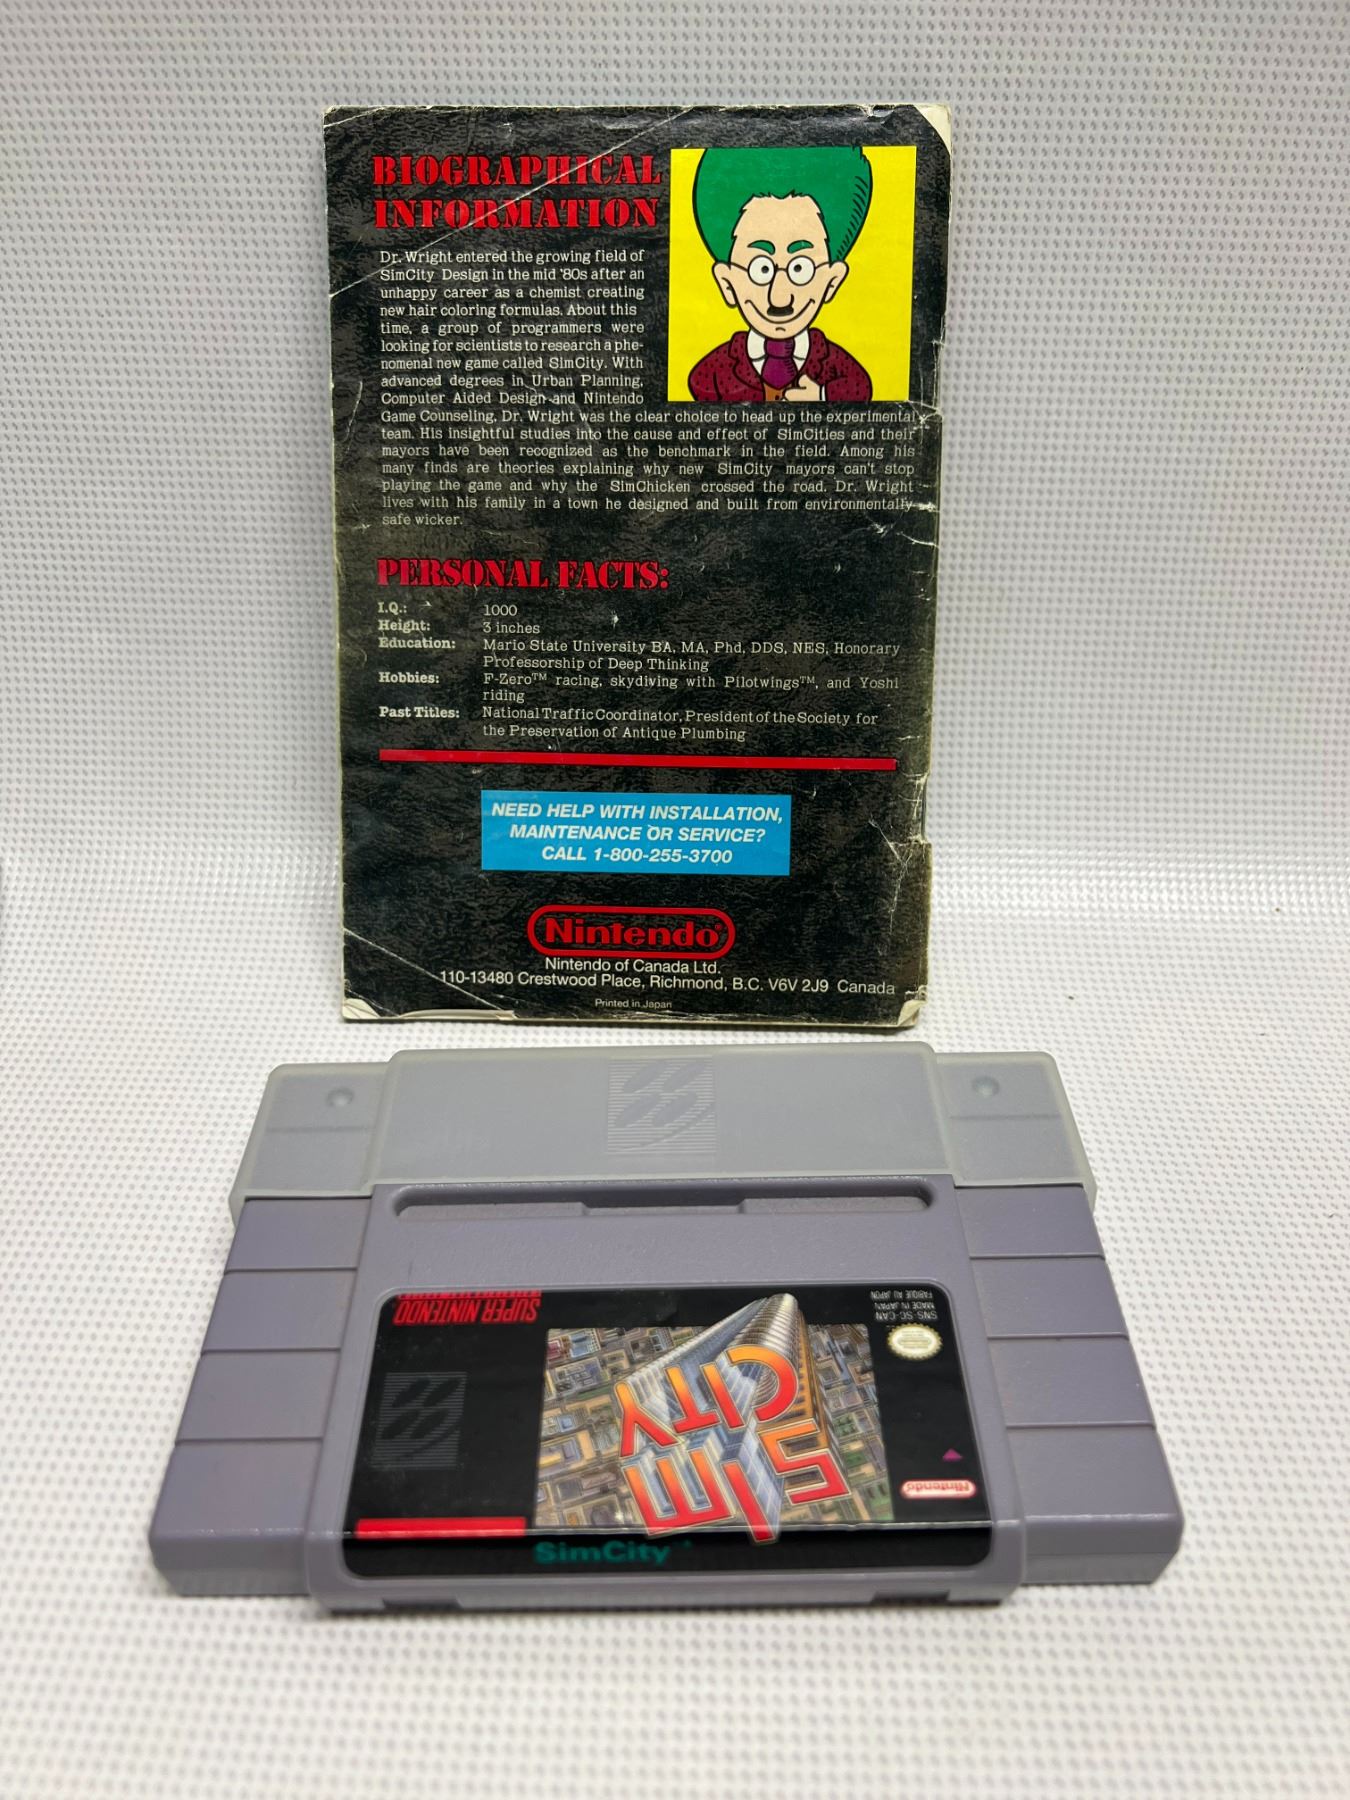 BIOGRAPHICAL
INFORMATION
Dr. Wright entered the growing field of
SimCity Design in the mid '80s after an
unhappy career as a chemist creating
new hair coloring formulas. About this
time, a group of programmers were
looking for scientists to research a phe-
nomenal new game called SimCity. With
advanced degrees in Urban Planning,
Computer Aided Design and Nintendo
Game Counseling, Dr. Wright was the clear choice to head up the experimental
team. His insightful studies into the cause and effect of SimCities and their
mayors have been recognized as the benchmark in the field. Among his
many finds are theories explaining why new SimCity mayors can't stop
playing the game and why the SimChicken crossed the road. Dr. Wright
lives with his family in a town he designed and built from environmentally
safe wicker.
PERSONAL FACTS:
I.Q.: 1000
Height: 3 inches
Education: Mario State University BA, MA, Phd, DDS, NES, Honorary
Professorship of Deep Thinking
Hobbies: F-Zero™ racing, skydiving with Pilotwings™, and Yoshi
riding
Past Titles: National Traffic Coordinator, President of the Society for
the Preservation of Antique Plumbing
NEED HELP WITH INSTALLATION,
MAINTENANCE OR SERVICE?
CALL 1-800-255-3700
Nintendo®
Nintendo of Canada Ltd.
110-13480 Crestwood Place, Richmond, B.C. V6V 2J9 Canada
Printed in Japan
SUPER NINTENDO
SNS-SC-CAN
MADE IN JAPAN
FABRIQUÉ AU JAPON
SIM
CITY
Nintendo
SimCity™